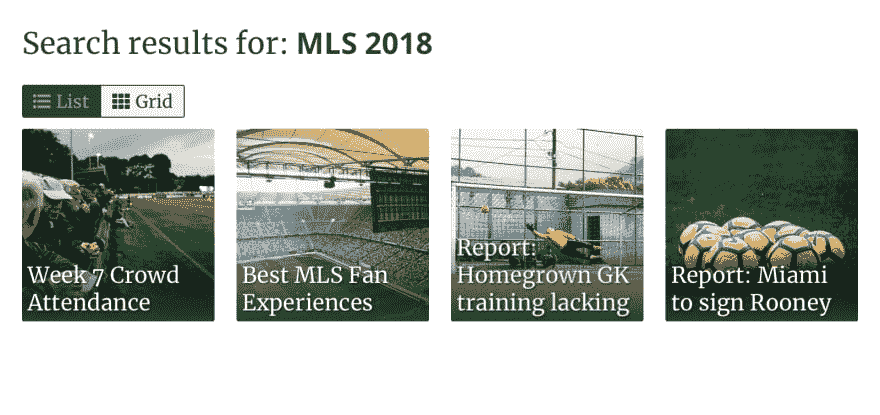 Search results for: MLS 2018
List Grid
Week 7 Crowd
Attendance
Best MLS Fan
Experiences
Report:
Homegrown GK
training lacking
Report: Miami
to sign Rooney